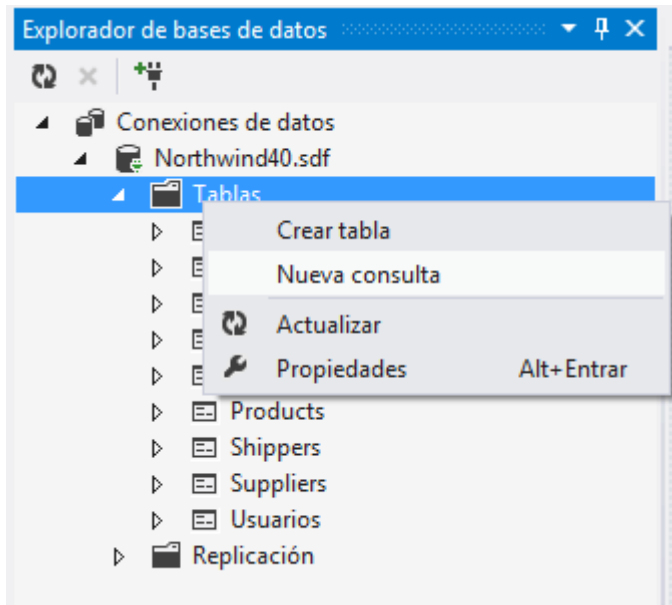 Explorador de bases de datos
Conexiones de datos
Northwind40.sdf
Tablas
Crear tabla
Nueva consulta
Actualizar
Propiedades Alt+Entrar
Products
Shippers
Suppliers
Usuarios
Replicación